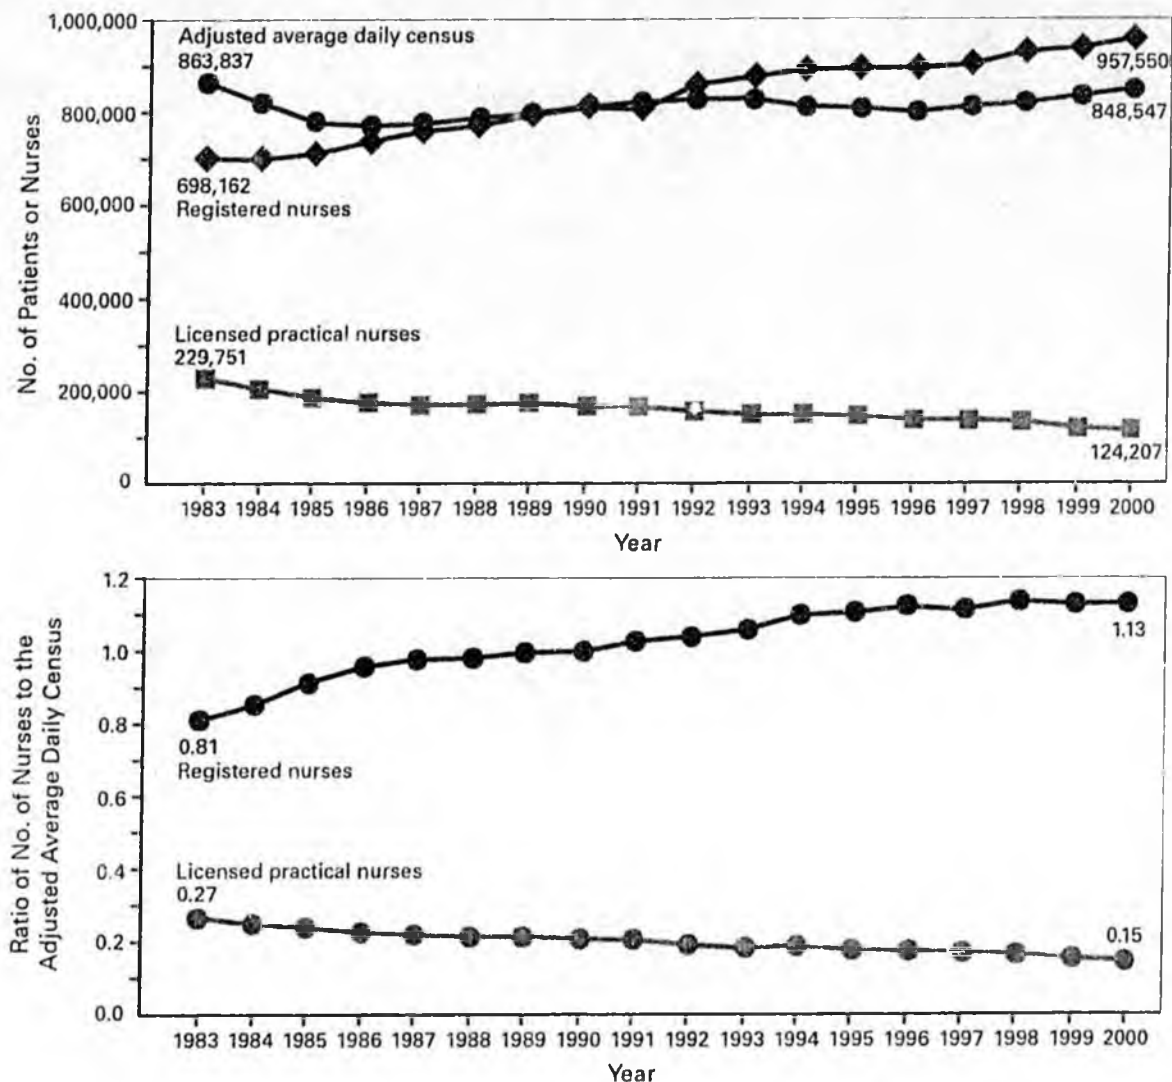 1,000,000
800,000
600,000
400,000
200,000
0
No. of Patients or Nurses
Adjusted average daily census
863,837
698,162
Registered nurses
Licensed practical nurses
229,751
957,550
848,547
124,207
1983 1984 1985 1986 1987 1988 1989 1990 1991 1992 1993 1994 1995 1996 1997 1998 1999 2000
Year
1.2
1.0
0.8
0.6
0.4
0.2
0.0
Ratio of No. of Nurses to the
Adjusted Average Daily Census
0.81
Registered nurses
1.13
Licensed practical nurses
0.27
0.15
1983 1984 1985 1986 1987 1988 1989 1990 1991 1992 1993 1994 1995 1996 1997 1998 1999 2000
Year